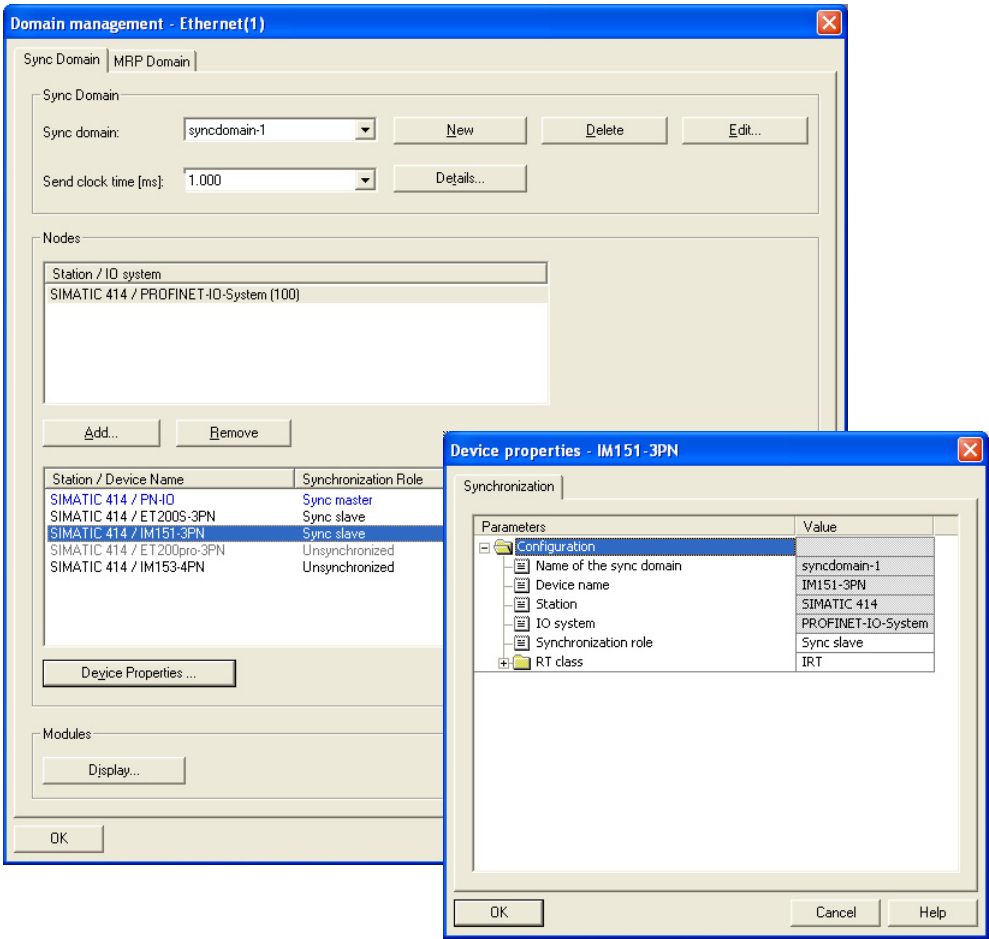 Domain management - Ethernet(1)
Sync Domain MRP Domain
Sync Domain
Sync domain: syncdomain-1 New Delete Edit...
Send clock time [ms]: 1.000 Details...
Nodes
Station / IO system
SIMATIC 414 / PROFINET-IO-System (100)
Add... Remove
Station / Device Name Synchronization Role
SIMATIC 414 / PN-IO Sync master
SIMATIC 414 / ET200S-3PN Sync slave
SIMATIC 414 / IM151-3PN Sync slave
SIMATIC 414 / ET200pro-3PN Unsynchronized
SIMATIC 414 / IM153-4PN Unsynchronized
Device Properties ...
Modules
Display...
OK
Device properties - IM151-3PN
Synchronization
Parameters Value
Configuration
Name of the sync domain syncdomain-1
Device name IM151-3PN
Station SIMATIC 414
IO system PROFINET-IO-System
Synchronization role Sync slave
RT class IRT
OK Cancel Help